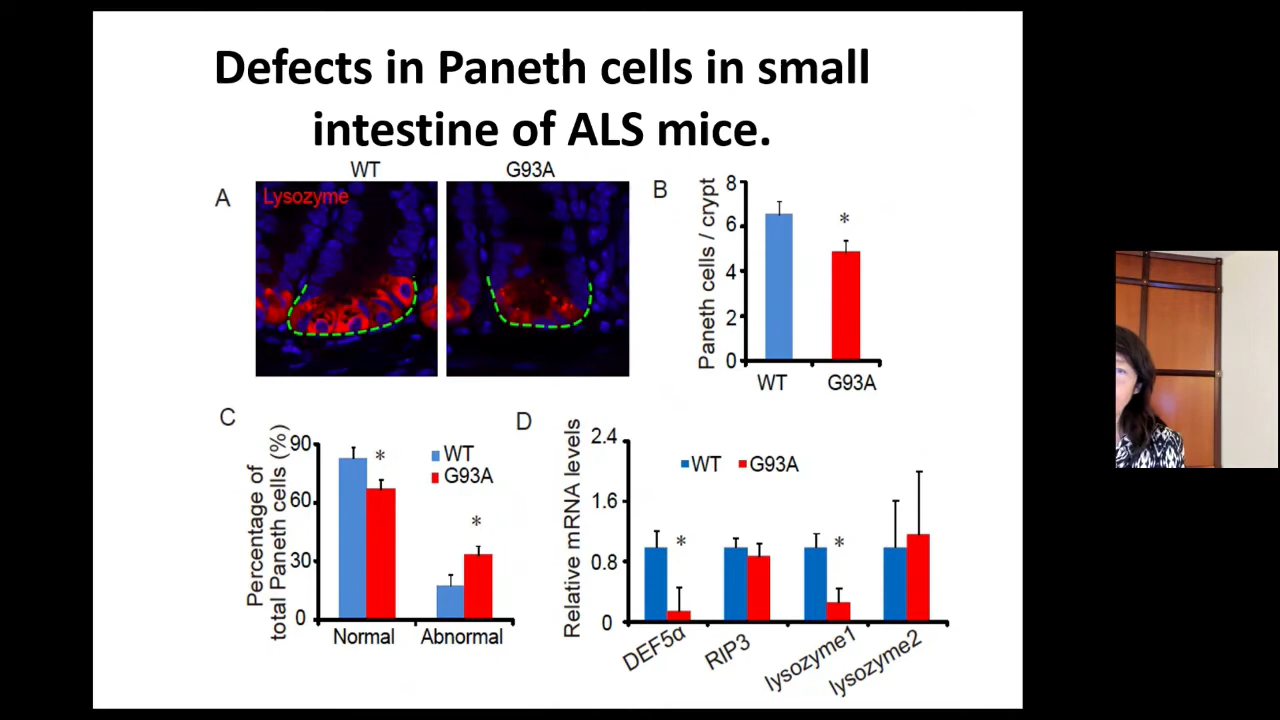 Defects in Paneth cells in small
intestine of ALS mice.
WT
G93A
A
Lysozyme
B
Paneth cells / crypt
8
6
4
2
0
*
WT
G93A
C
Percentage of
total Paneth cells (%)
90
60
30
0
*
*
WT
G93A
Normal
Abnormal
D
Relative mRNA levels
2.4
1.6
0.8
0
WT
G93A
*
*
DEF5α
RIP3
lysozyme1
lysozyme2